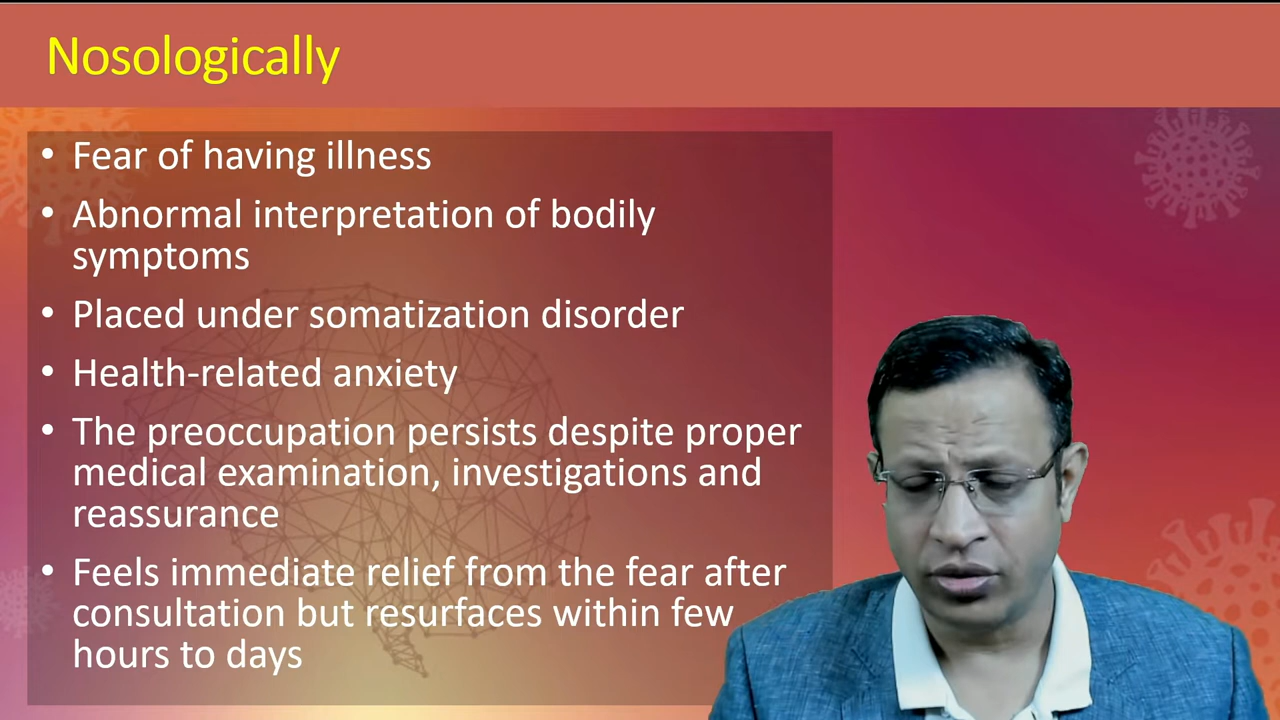 Nosologically
• Fear of having illness
• Abnormal interpretation of bodily
symptoms
• Placed under somatization disorder
• Health-related anxiety
• The preoccupation persists despite proper
medical examination, investigations and
reassurance
• Feels immediate relief from the fear after
consultation but resurfaces within few
hours to days